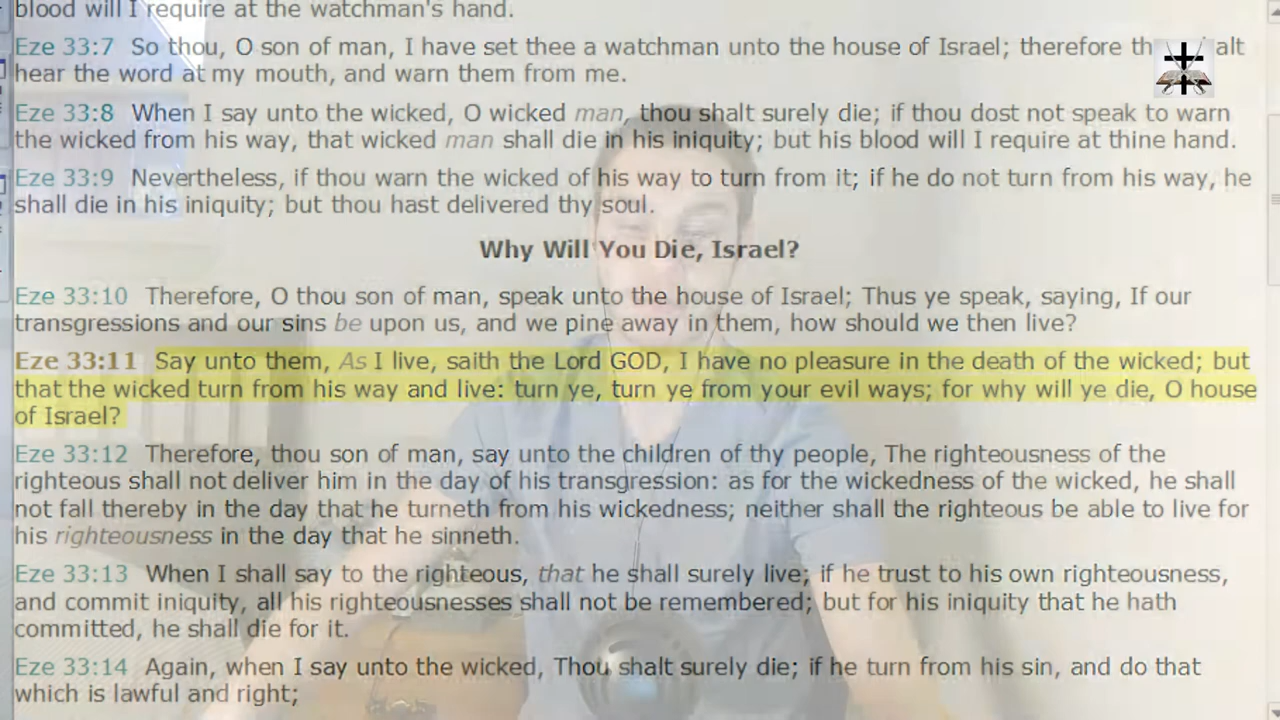 blood will I require at the watchman's hand.
Eze 33:7 So thou, O son of man, I have set thee a watchman unto the house of Israel; therefore th alt
hear the word at my mouth, and warn them from me.
Eze 33:8 When I say unto the wicked, O wicked man, thou shalt surely die; if thou dost not speak to warn
the wicked from his way, that wicked man shall die in his iniquity; but his blood will I require at thine hand.
Eze 33:9 Nevertheless, if thou warn the wicked of his way to turn from it; if he do not turn from his way, he
shall die in his iniquity; but thou hast delivered thy soul.
Why Will You Die, Israel?
Eze 33:10 Therefore, O thou son of man, speak unto the house of Israel; Thus ye speak, saying, If our
transgressions and our sins be upon us, and we pine away in them, how should we then live?
Eze 33:11 Say unto them, As I live, saith the Lord GOD, I have no pleasure in the death of the wicked; but
that the wicked turn from his way and live: turn ye, turn ye from your evil ways; for why will ye die, O house
of Israel?
Eze 33:12 Therefore, thou son of man, say unto the children of thy people, The righteousness of the
righteous shall not deliver him in the day of his transgression: as for the wickedness of the wicked, he shall
not fall thereby in the day that he turneth from his wickedness; neither shall the righteous be able to live for
his righteousness in the day that he sinneth.
Eze 33:13 When I shall say to the righteous, that he shall surely live; if he trust to his own righteousness,
and commit iniquity, all his righteousnesses shall not be remembered; but for his iniquity that he hath
committed, he shall die for it.
Eze 33:14 Again, when I say unto the wicked, Thou shalt surely die; if he turn from his sin, and do that
which is lawful and right;